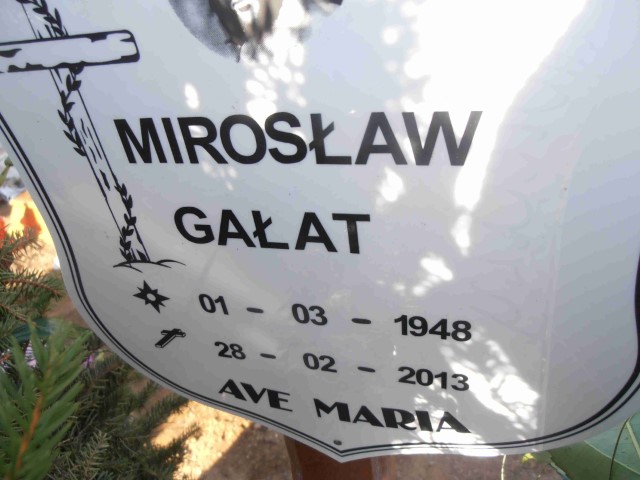 MIROSŁAW
GAŁAT
01 - 03 - 1948
28 - 02 - 2013
AVE MARIA